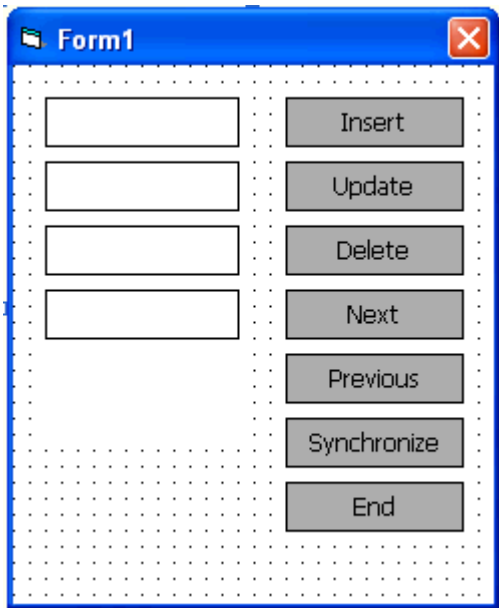 Form1
Insert
Update
Delete
Next
Previous
Synchronize
End